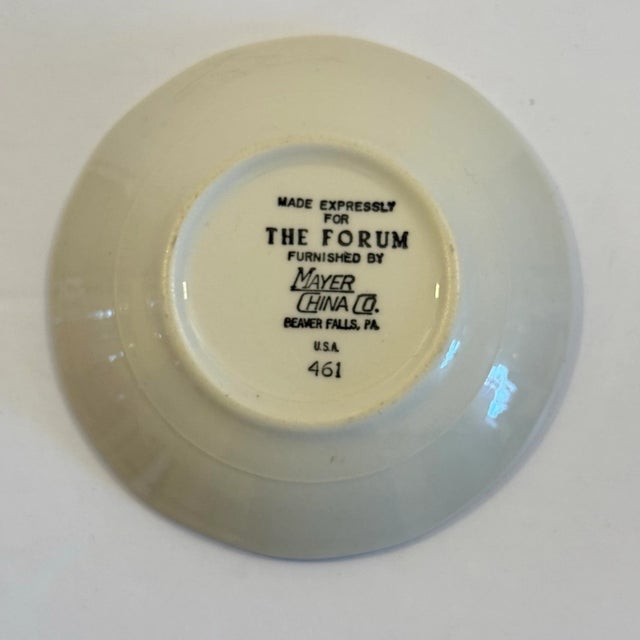 MADE EXPRESSLY
FOR
THE FORUM
FURNISHED BY
MAYER
CHINA CO.
BEAVER FALLS, PA.
U.S.A.
461